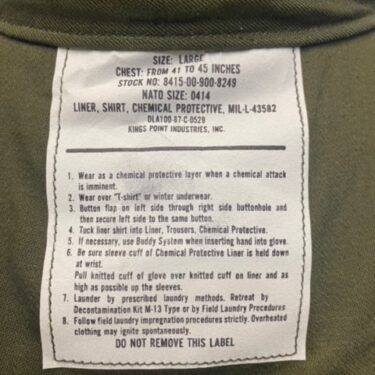 SIZE: LARGE
CHEST: FROM 41 TO 45 INCHES
STOCK NO: 8415-00-900-8249
NATO SIZE: 0414
LINER, SHIRT, CHEMICAL PROTECTIVE, MIL-L-43582
DLA100-87-C-0529
KINGS POINT INDUSTRIES, INC.
1. Wear as a chemical protective layer when a chemical attack
is imminent.
2. Wear over "T-shirt" or winter underwear.
3. Button flap on left side through right side buttonhole and
then secure left side to the same button.
4. Tuck liner shirt into Liner, Trousers, Chemical Protective.
5. If necessary, use Buddy System when inserting hand into glove.
6. Be sure sleeve cuff of Chemical Protective Liner is held down
at wrist.
Pull knitted cuff of glove over knitted cuff on liner and as
high as possible up the sleeves.
7. Launder by prescribed laundry methods. Retreat by
Decontamination Kit M-13 Type or by Field Laundry Procedures
8. Follow field laundry impregnation procedures strictly. Overheated
clothing may ignite spontaneously.
DO NOT REMOVE THIS LABEL